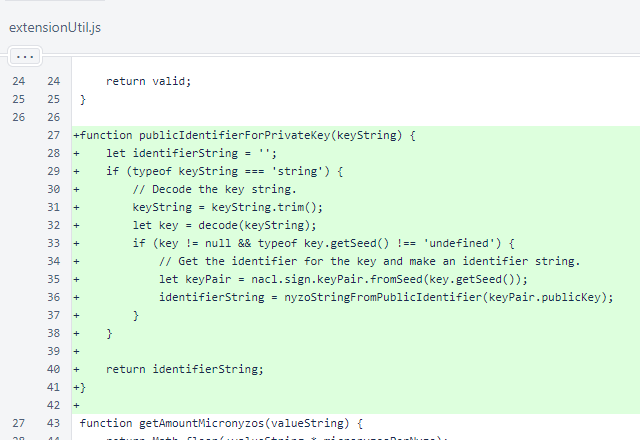 extensionUtil.js
...
24 24     return valid;
25 25 }
26 26
27 +function publicIdentifierForPrivateKey(keyString) {
28 +    let identifierString = '';
29 +    if (typeof keyString === 'string') {
30 +        // Decode the key string.
31 +        keyString = keyString.trim();
32 +        let key = decode(keyString);
33 +        if (key != null && typeof key.getSeed() !== 'undefined') {
34 +            // Get the identifier for the key and make an identifier string.
35 +            let keyPair = nacl.sign.keyPair.fromSeed(key.getSeed());
36 +            identifierString = nyzoStringFromPublicIdentifier(keyPair.publicKey);
37 +        }
38 +    }
39 +
40 +    return identifierString;
41 +}
42 +
27 43 function getAmountMicronyzos(valueString) {